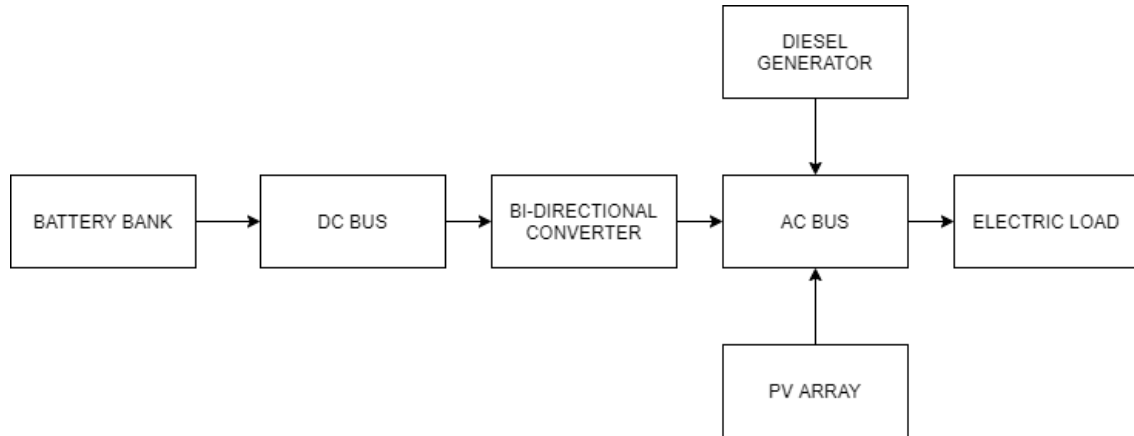 DIESEL
GENERATOR
BATTERY BANK
DC BUS
BI-DIRECTIONAL
CONVERTER
AC BUS
ELECTRIC LOAD
PV ARRAY